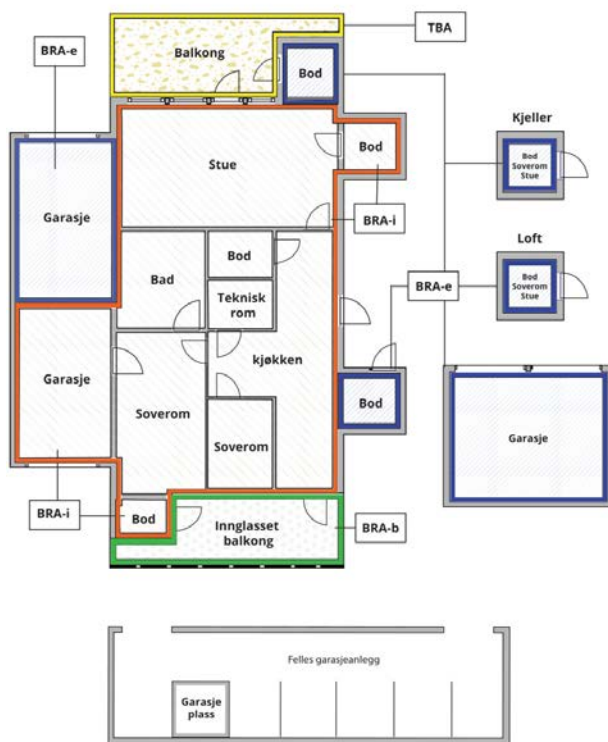 TBA
BRA-e
Balkong
Bod
Kjeller
Bod
Soverom
Stue
Stue
Bod
Garasje
BRA-i
Loft
Bod
Bad
Bod
Soverom
Stue
Teknisk
rom
BRA-e
Garasje
kjøkken
Bod
Garasje
Soverom
Soverom
BRA-i
Bod
Innglasset
balkong
BRA-b
Felles garasjeanlegg
Garasje
plass